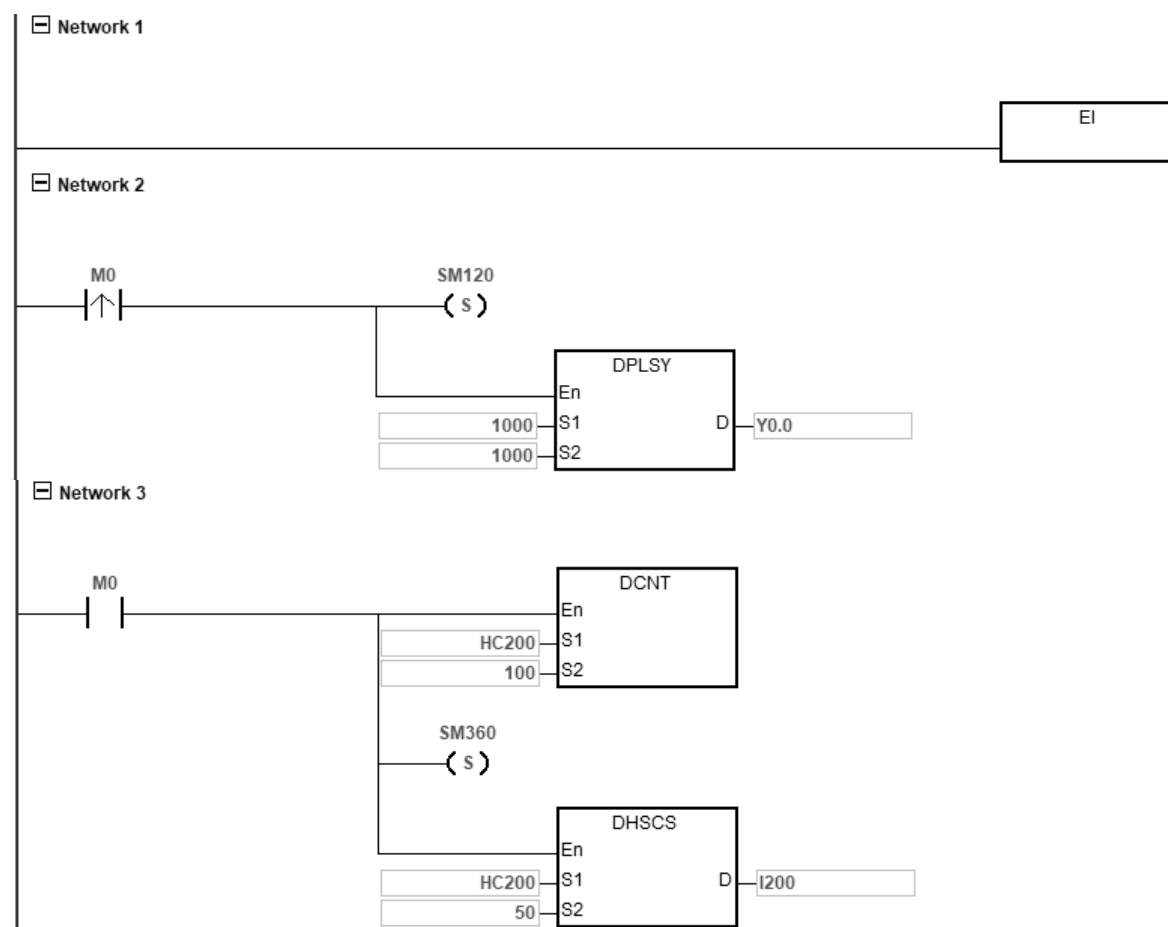 Network 1
EI
Network 2
M0
SM120
S
DPLSY
En
1000 S1 D Y0.0
1000 S2
Network 3
M0
DCNT
En
HC200 S1
100 S2
SM360
S
DHSCS
En
HC200 S1 D I200
50 S2